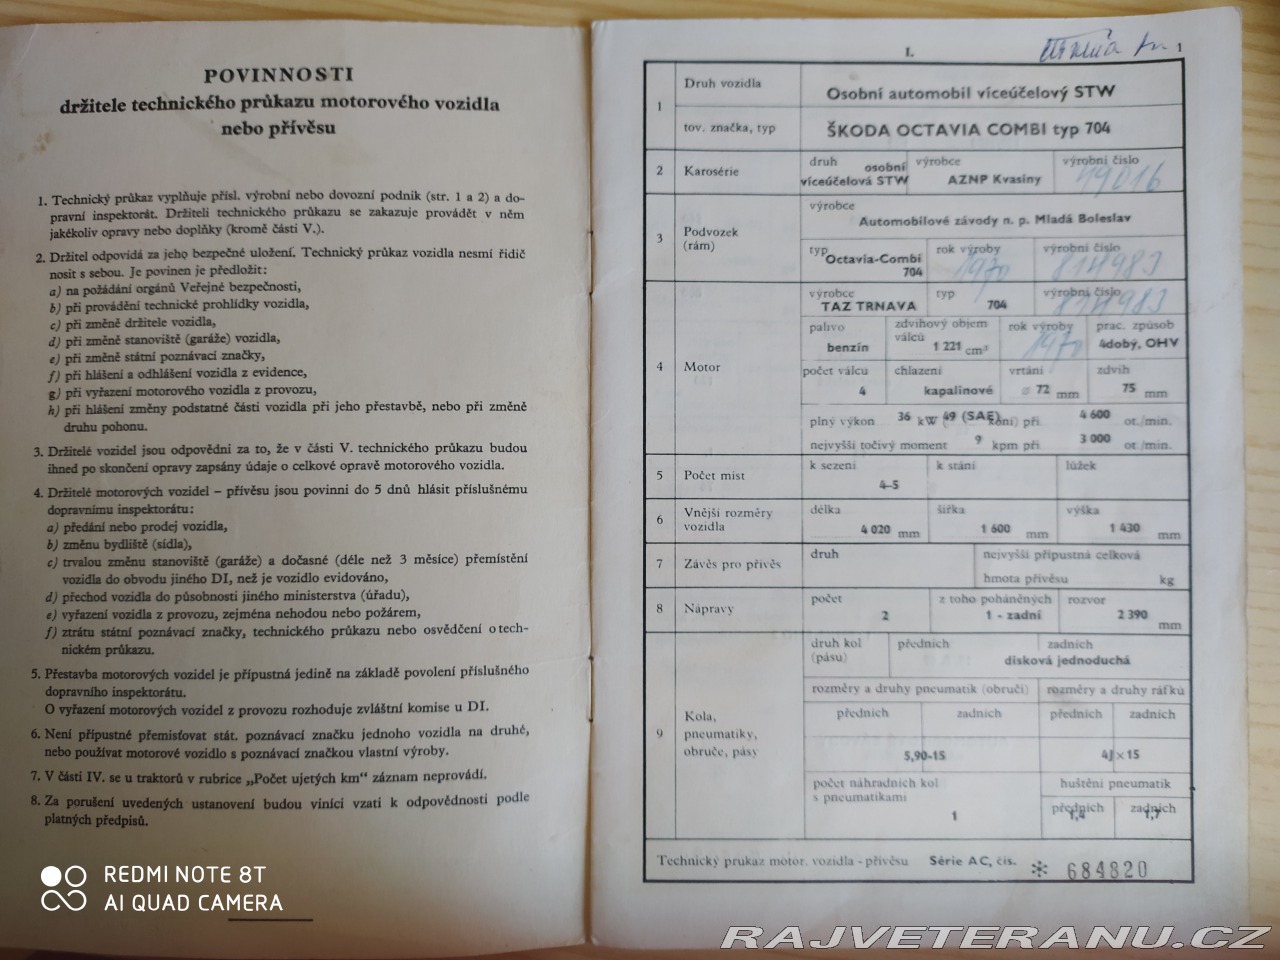 POVINNOSTI
držitele technického průkazu motorového vozidla
nebo přívěsu
1. Technický průkaz vyplňuje přísl. výrobní nebo dovozní podnik (str. 1 a 2) a do-
pravní inspektorát. Držiteli technického průkazu se zakazuje provádět v něm
jakékoliv opravy nebo doplňky (kromě části V.).
2. Držitel odpovídá za jeho bezpečné uložení. Technický průkaz vozidla nesmí řidič
nosit s sebou. Je povinen je předložit:
a) na požádání orgánů Veřejné bezpečnosti,
b) při provádění technické prohlídky vozidla,
c) při změně držitele vozidla,
d) při změně stanoviště (garáže) vozidla,
e) při změně státní poznávací značky,
f) při hlášení a odhlášení vozidla z evidence,
g) při vyřazení motorového vozidla z provozu,
h) při hlášení změny podstatné části vozidla při jeho přestavbě, nebo při změně
druhu pohonu.
3. Držitelé vozidel jsou odpovědni za to, že v části V. technického průkazu budou
ihned po skončení opravy zapsány údaje o celkové opravě motorového vozidla.
4. Držitelé motorových vozidel – přívěsu jsou povinni do 5 dnů hlásit příslušnému
dopravnímu inspektorátu:
a) předání nebo prodej vozidla,
b) změnu bydliště (sídla),
c) trvalou změnu stanoviště (garáže) a dočasné (déle než 3 měsíce) přemístění
vozidla do obvodu jiného DI, než je vozidlo evidováno,
d) přechod vozidla do působnosti jiného ministerstva (úřadu),
e) vyřazení vozidla z provozu, zejména nehodou nebo požárem,
f) ztrátu státní poznávací značky, technického průkazu nebo osvědčení o tech-
nickém průkazu.
5. Přestavba motorových vozidel je přípustná jedině na základě povolení příslušného
dopravního inspektorátu.
O vyřazení motorových vozidel z provozu rozhoduje zvláštní komise u DI.
6. Není přípustné přemisťovat stát. poznávací značku jednoho vozidla na druhé,
nebo používat motorové vozidlo s poznávací značkou vlastní výroby.
7. V části IV. se u traktorů v rubrice „Počet ujetých km“ záznam neprovádí.
8. Za porušení uvedených ustanovení budou viníci vzati k odpovědnosti podle
platných předpisů.
REDMI NOTE 8T
AI QUAD CAMERA
I.
1
1 Druh vozidla Osobní automobil víceúčelový STW
tov. značka, typ ŠKODA OCTAVIA COMBI typ 704
2 Karosérie druh osobní víceúčelová STW výrobce AZNP Kvasiny výrobní číslo 49016
3 Podvozek (rám) výrobce Automobilové závody n. p. Mladá Boleslav
typ Octavia-Combi 704 rok výroby 1970 výrobní číslo 814983
4 Motor výrobce TAZ TRNAVA typ 704 výrobní číslo 814983
palivo benzín zdvihový objem válců 1 221 cm³ rok výroby 1970 prac. způsob 4dobý, OHV
počet válcu 4 chlazení kapalinové vrtání ø 72 mm zdvih 75 mm
plný výkon 36 kW 49 (SAE) koní) při 4 600 ot./min.
nejvyšší točivý moment 9 kpm při 3 000 ot./min.
5 Počet míst k sezení 4–5 k stání lůžek
6 Vnější rozměry vozidla délka 4 020 mm šířka 1 600 mm výška 1 430 mm
7 Závěs pro přívěs druh nejvyšší přípustná celková
hmota přívěsu kg
8 Nápravy počet 2 z toho poháněných 1 - zadní rozvor 2 390 mm
9 Kola, pneumatiky, obruče, pásy druh kol (pásu) předních zadních
disková jednoduchá
rozměry a druhy pneumatik (obručí) rozměry a druhy ráfků
předních zadních předních zadních
5,90-15 4J×15
počet náhradních kol s pneumatikami 1 huštění pneumatik
předních 1,4 zadních 1,7
Technický prukaz motor. vozidla - přívěsu Série AC, čís. * 684820
RAJVETERANU.CZ